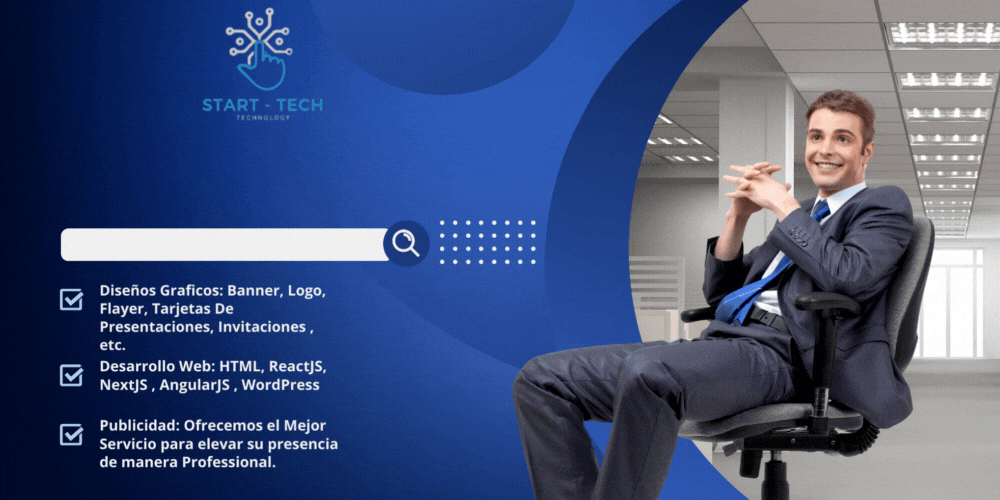 START - TECH
TECHNOLOGY
Diseños Graficos: Banner, Logo,
Flayer, Tarjetas De
Presentaciones, Invitaciones ,
etc.
Desarrollo Web: HTML, ReactJS,
NextJS , AngularJS , WordPress
Publicidad: Ofrecemos el Mejor
Servicio para elevar su presencia
de manera Professional.